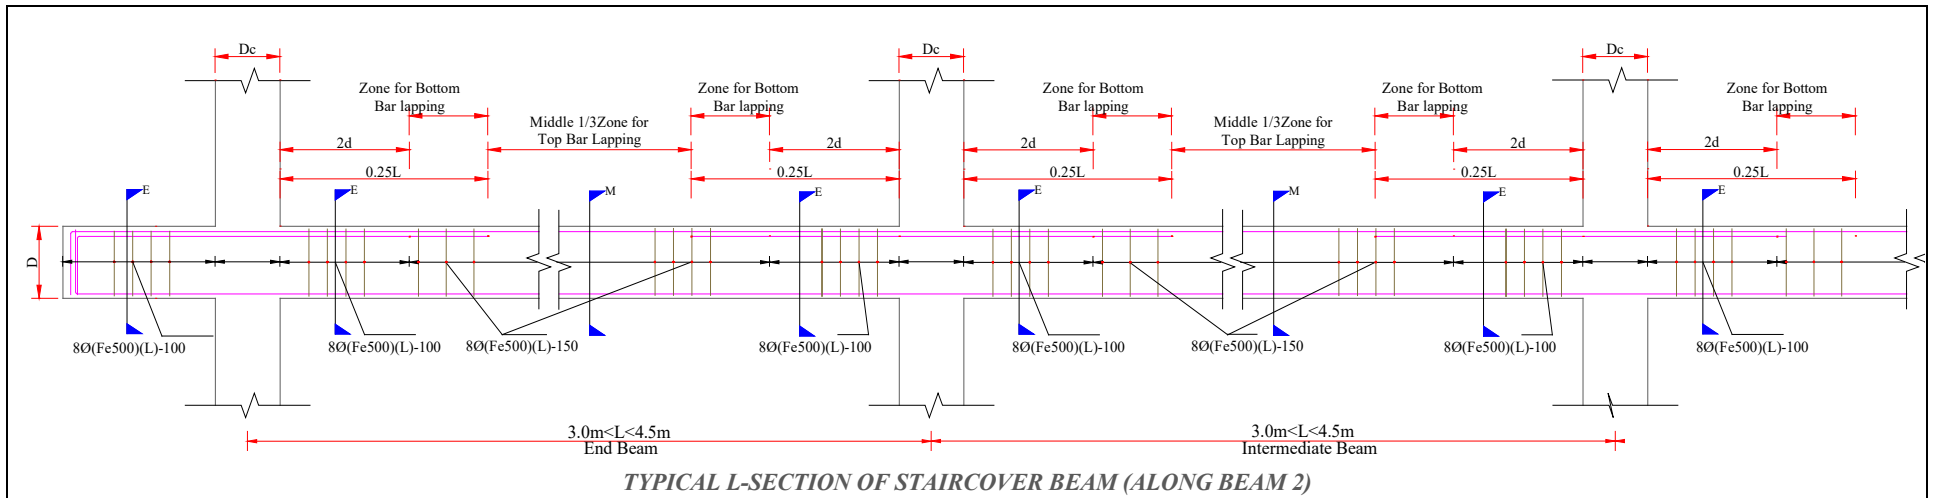 Dc
Dc
Dc
Zone for Bottom
Bar lapping
Zone for Bottom
Bar lapping
Zone for Bottom
Bar lapping
Zone for Bottom
Bar lapping
Zone for Bottom
Bar lapping
Middle 1/3Zone for
Top Bar Lapping
Middle 1/3Zone for
Top Bar Lapping
2d
2d
2d
2d
2d
0.25L
0.25L
0.25L
0.25L
0.25L
E
E
M
E
E
M
E
E
D
8Ø(Fe500)(L)-100
8Ø(Fe500)(L)-100
8Ø(Fe500)(L)-150
8Ø(Fe500)(L)-100
8Ø(Fe500)(L)-100
8Ø(Fe500)(L)-150
8Ø(Fe500)(L)-100
8Ø(Fe500)(L)-100
3.0m<L<4.5m
End Beam
3.0m<L<4.5m
Intermediate Beam
TYPICAL L-SECTION OF STAIRCOVER BEAM (ALONG BEAM 2)